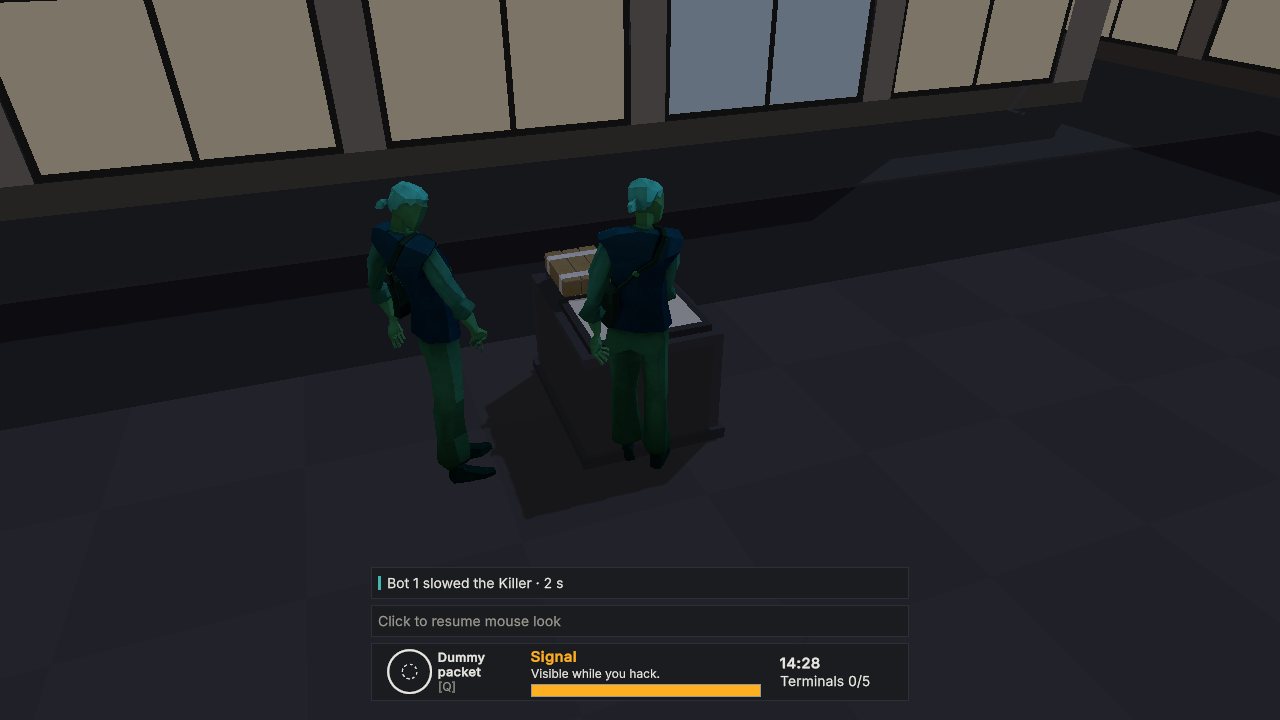 Bot 1 slowed the Killer · 2 s
Click to resume mouse look
Dummy
packet
[Q]
Signal
Visible while you hack.
14:28
Terminals 0/5